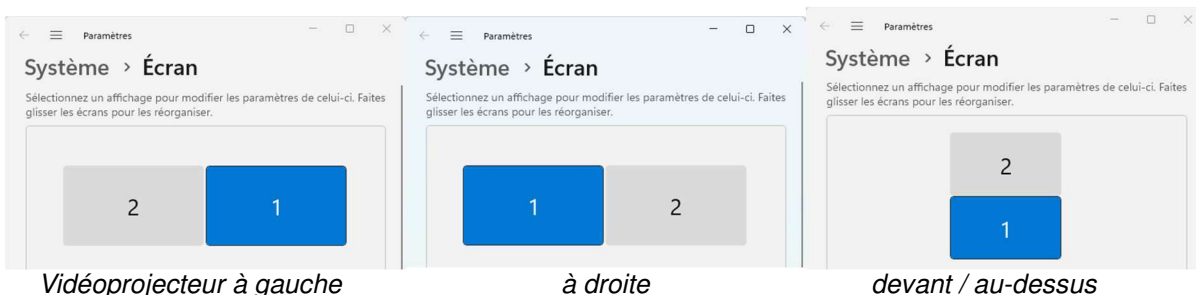 Paramètres
Système > Écran
Sélectionnez un affichage pour modifier les paramètres de celui-ci. Faites
glisser les écrans pour les réorganiser.
2
1
Vidéoprojecteur à gauche
Paramètres
Système > Écran
Sélectionnez un affichage pour modifier les paramètres de celui-ci. Faites
glisser les écrans pour les réorganiser.
1
2
à droite
Paramètres
Système > Écran
Sélectionnez un affichage pour modifier les paramètres de celui-ci. Faites
glisser les écrans pour les réorganiser.
2
1
devant / au-dessus